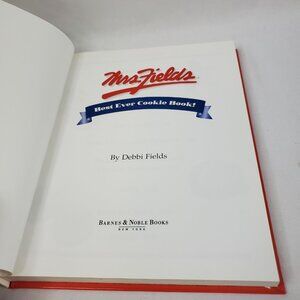 Mrs. Fields
Best Ever Cookie Book!
By Debbi Fields
BARNES & NOBLE BOOKS
NEW YORK